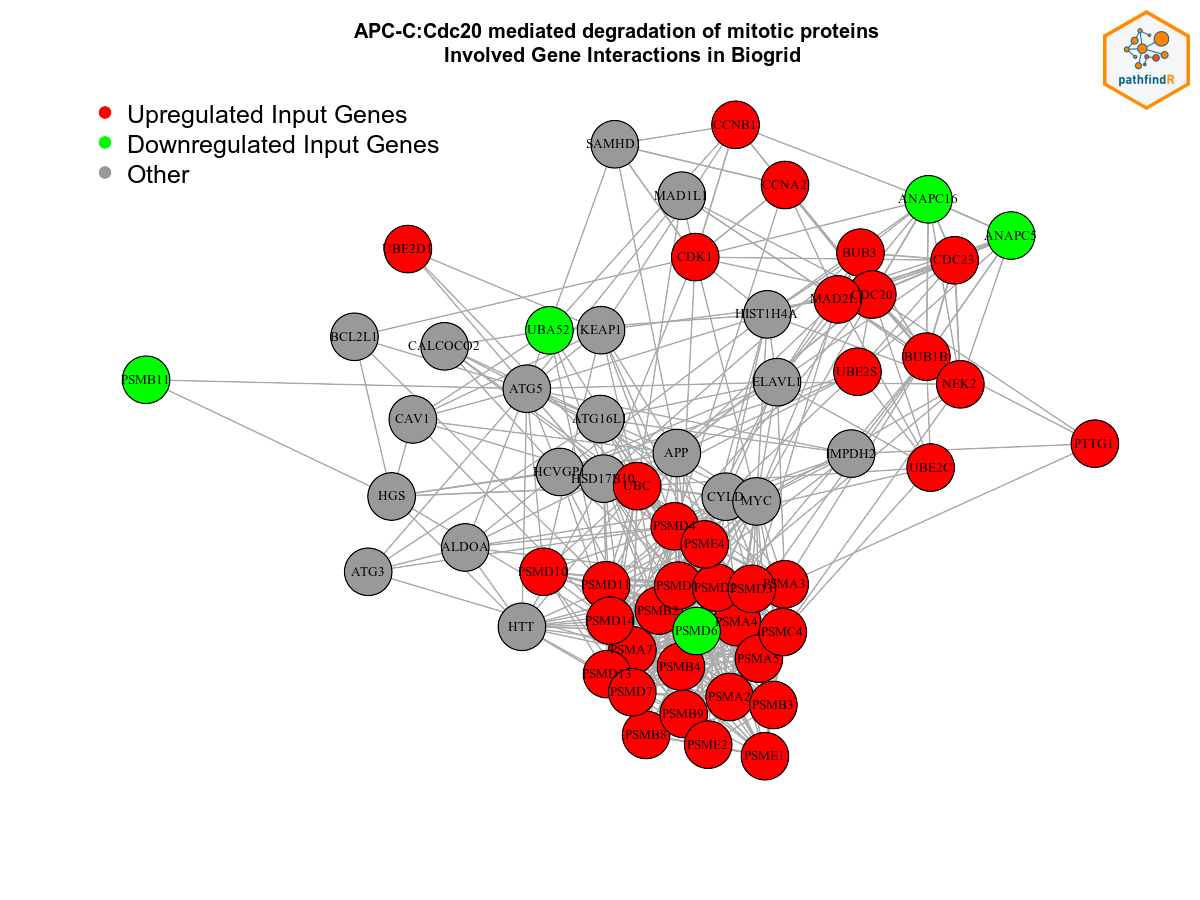 APC-C:Cdc20 mediated degradation of mitotic proteins
Involved Gene Interactions in Biogrid
pathfindR
Upregulated Input Genes
Downregulated Input Genes
Other
CCNB1
SAMHD1
CCNA2
MAD1L1
ANAPC16
ANAPC5
UBE2D1
CDK1
BUB3
CDC23
CDC20
MAD2L1
HIST1H4A
UBA52
KEAP1
BCL2L1
CALCOCO2
BUB1B
UBE2S
NEK2
ELAVL1
PSMB11
ATG5
CAV1
ATG16L1
PTTG1
APP
IMPDH2
UBE2C
HCVGP1
HSD17B10
UBC
CYLD
MYC
HGS
PSMD4
PSME4
ALDOA
ATG3
PSMD10
PSMD11
PSMA3
PSMD3
PSMB2
PSMD14
PSMA4
HTT
PSMD6
PSMC4
PSMA7
PSMA5
PSMB4
PSMD13
PSMD7
PSMA2
PSMB3
PSMB9
PSMB8
PSME2
PSME1